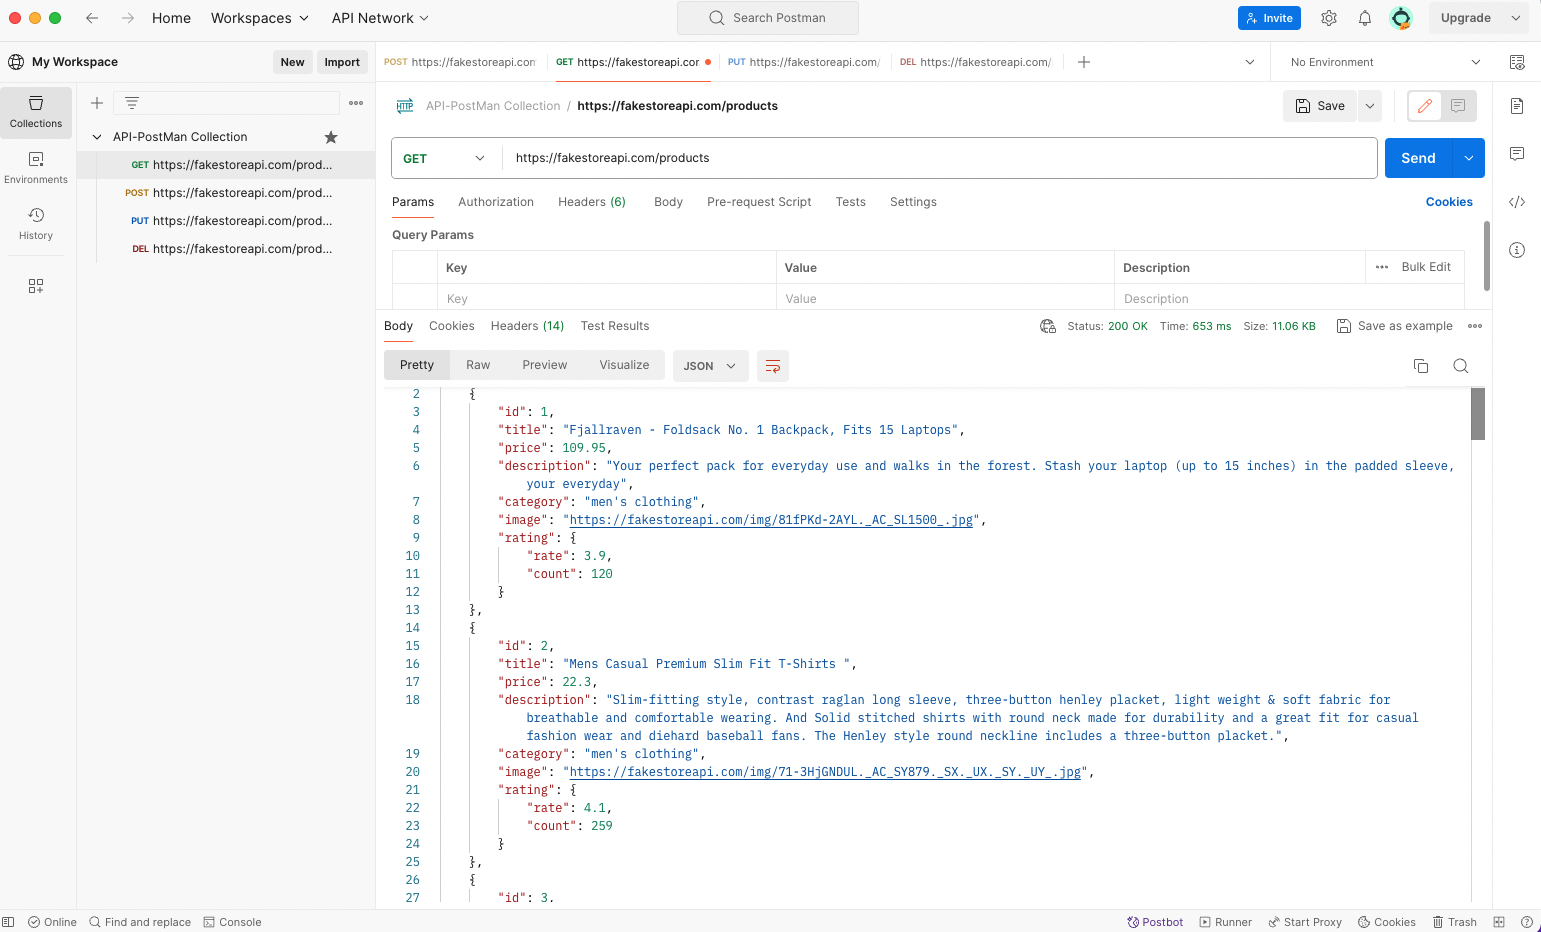 Home Workspaces API Network Search Postman Invite Upgrade
My Workspace New Import POST https://fakestoreapi.com GET https://fakestoreapi.cor PUT https://fakestoreapi.com/ DEL https://fakestoreapi.com/ No Environment
Collections
Environments
History
API-PostMan Collection
GET https://fakestoreapi.com/prod...
POST https://fakestoreapi.com/prod...
PUT https://fakestoreapi.com/prod...
DEL https://fakestoreapi.com/prod...
HTTP API-PostMan Collection / https://fakestoreapi.com/products Save
GET https://fakestoreapi.com/products Send
Params Authorization Headers (6) Body Pre-request Script Tests Settings Cookies
Query Params
Key Value Description Bulk Edit
Key Value Description
Body Cookies Headers (14) Test Results Status: 200 OK Time: 653 ms Size: 11.06 KB Save as example
Pretty Raw Preview Visualize JSON
2 {
3 "id": 1,
4 "title": "Fjallraven - Foldsack No. 1 Backpack, Fits 15 Laptops",
5 "price": 109.95,
6 "description": "Your perfect pack for everyday use and walks in the forest. Stash your laptop (up to 15 inches) in the padded sleeve,
your everyday",
7 "category": "men's clothing",
8 "image": "https://fakestoreapi.com/img/81fPKd-2AYL._AC_SL1500_.jpg",
9 "rating": {
10 "rate": 3.9,
11 "count": 120
12 }
13 },
14 {
15 "id": 2,
16 "title": "Mens Casual Premium Slim Fit T-Shirts ",
17 "price": 22.3,
18 "description": "Slim-fitting style, contrast raglan long sleeve, three-button henley placket, light weight & soft fabric for
breathable and comfortable wearing. And Solid stitched shirts with round neck made for durability and a great fit for casual
fashion wear and diehard baseball fans. The Henley style round neckline includes a three-button placket.",
19 "category": "men's clothing",
20 "image": "https://fakestoreapi.com/img/71-3HjGNDUL._AC_SY879._SX._UX._SY._UY_.jpg",
21 "rating": {
22 "rate": 4.1,
23 "count": 259
24 }
25 },
26 {
27 "id": 3,
Online Find and replace Console Postbot Runner Start Proxy Cookies Trash